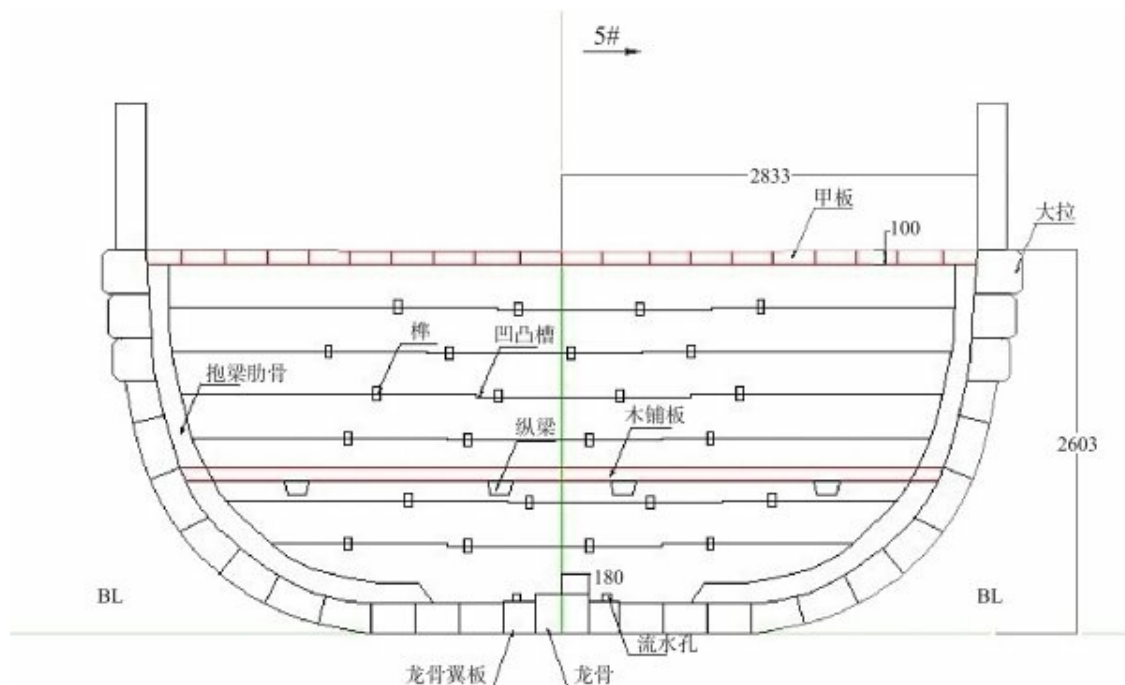 5#
2833
甲板
大拉
100
榫
凹凸槽
抱梁肋骨
木铺板
纵梁
2603
180
BL
BL
流水孔
龙骨翼板
龙骨